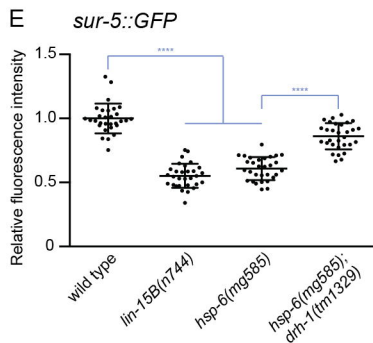 E
sur-5::GFP
Relative fluorescence intensity
1.5
1.0
0.5
0
****
****
wild type
lin-15B(n744)
hsp-6(mg585)
hsp-6(mg585);
drh-1(tm1329)